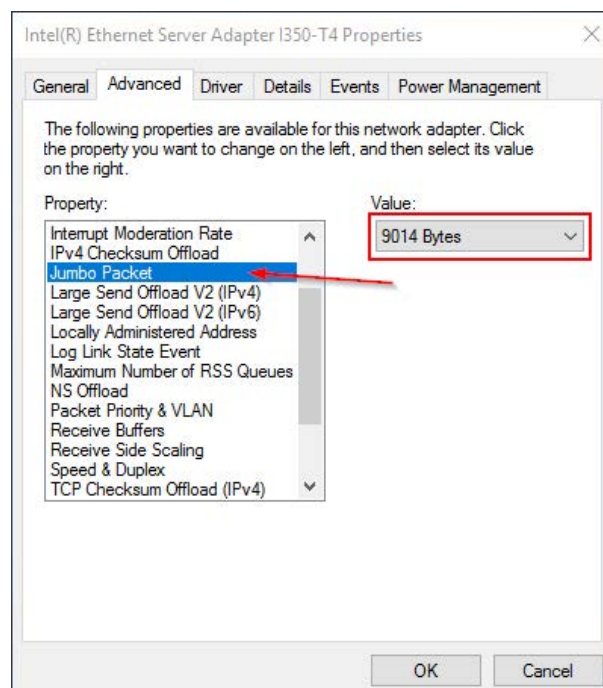 Intel(R) Ethernet Server Adapter I350-T4 Properties
General Advanced Driver Details Events Power Management
The following properties are available for this network adapter. Click
the property you want to change on the left, and then select its value
on the right.
Property:
Value:
Interrupt Moderation Rate
IPv4 Checksum Offload
Jumbo Packet
Large Send Offload V2 (IPv4)
Large Send Offload V2 (IPv6)
Locally Administered Address
Log Link State Event
Maximum Number of RSS Queues
NS Offload
Packet Priority & VLAN
Receive Buffers
Receive Side Scaling
Speed & Duplex
TCP Checksum Offload (IPv4)
9014 Bytes
OK Cancel